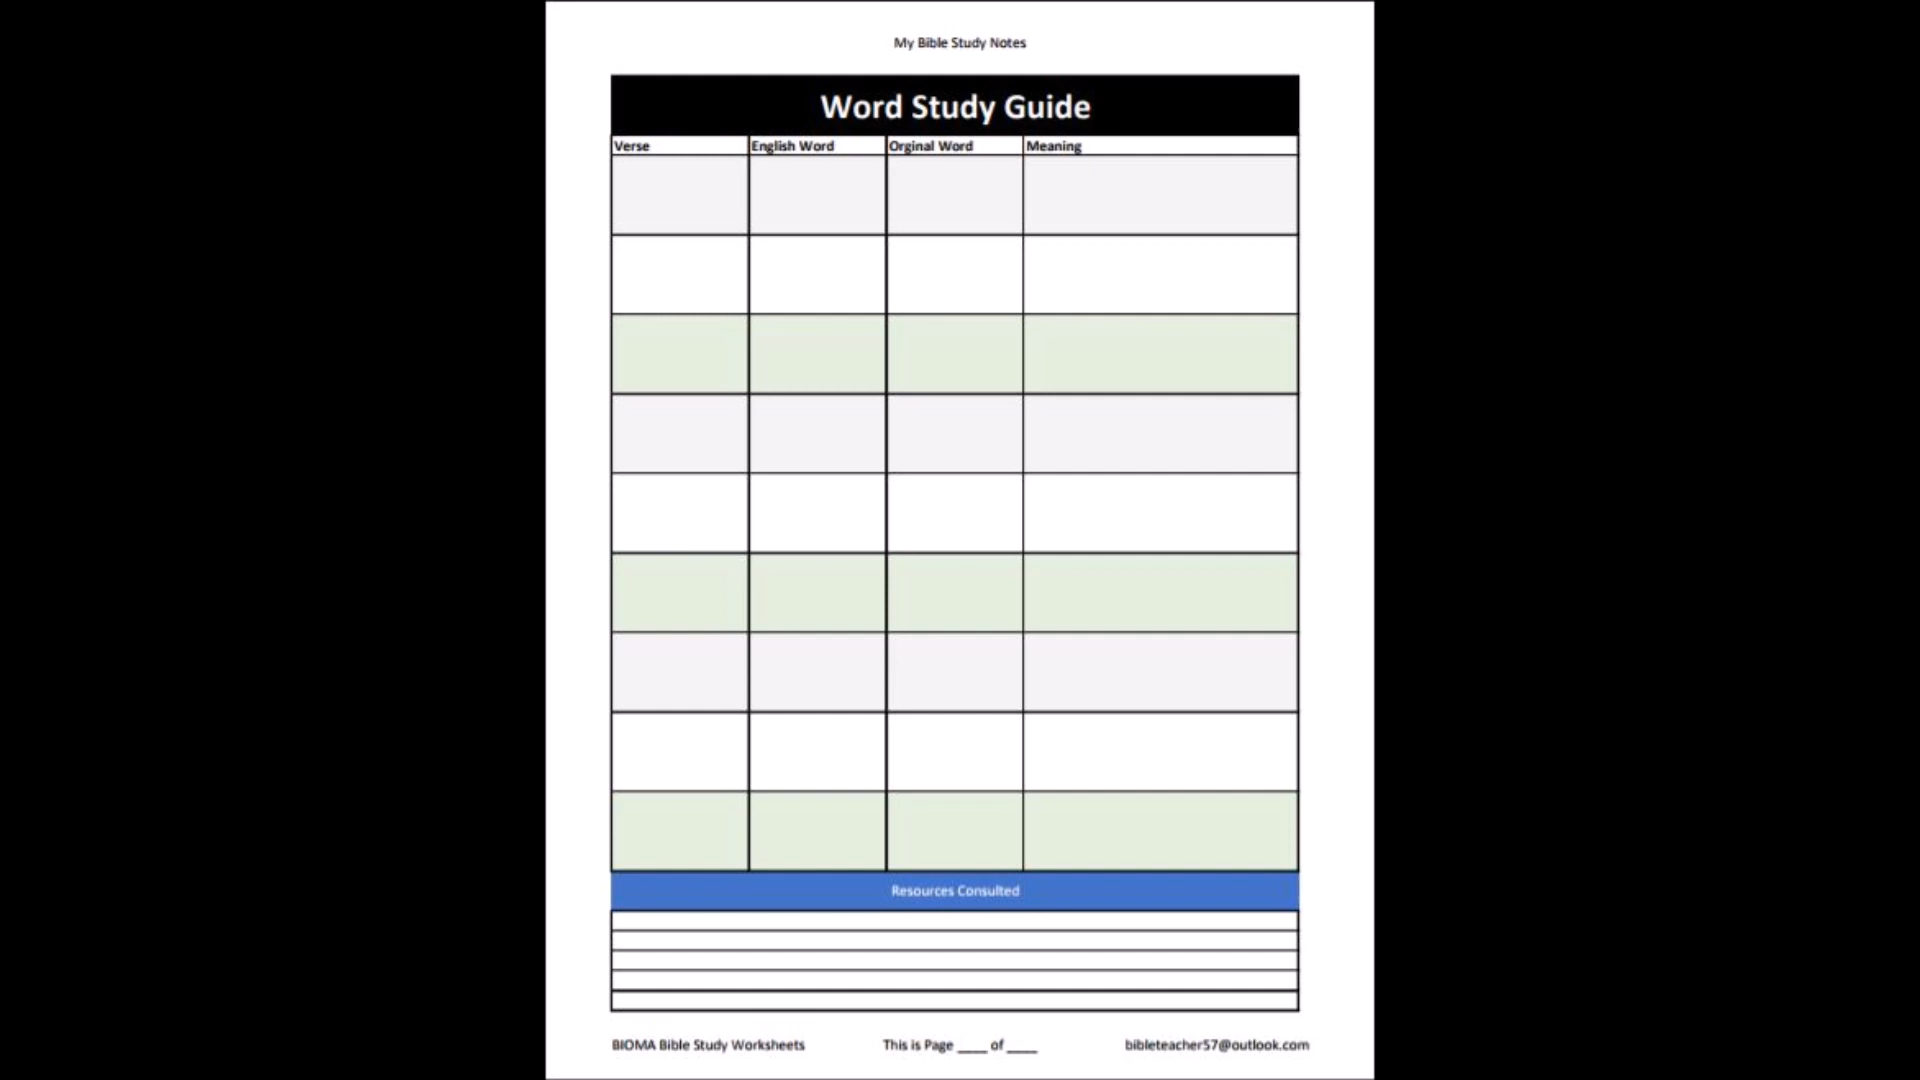 My Bible Study Notes
Word Study Guide
Verse English Word Orginal Word Meaning
Resources Consulted
BIOMA Bible Study Worksheets This is Page ____ of ____ bibleteacher57@outlook.com